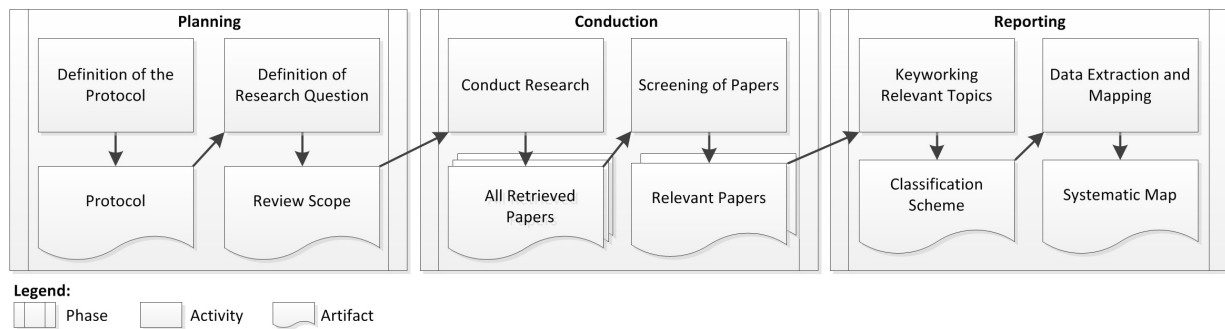 Planning
Definition of the
Protocol
Definition of
Research Question
Protocol
Review Scope
Conduction
Conduct Research
Screening of Papers
All Retrieved
Papers
Relevant Papers
Reporting
Keyworking
Relevant Topics
Data Extraction and
Mapping
Classification
Scheme
Systematic Map
Legend:
Phase
Activity
Artifact